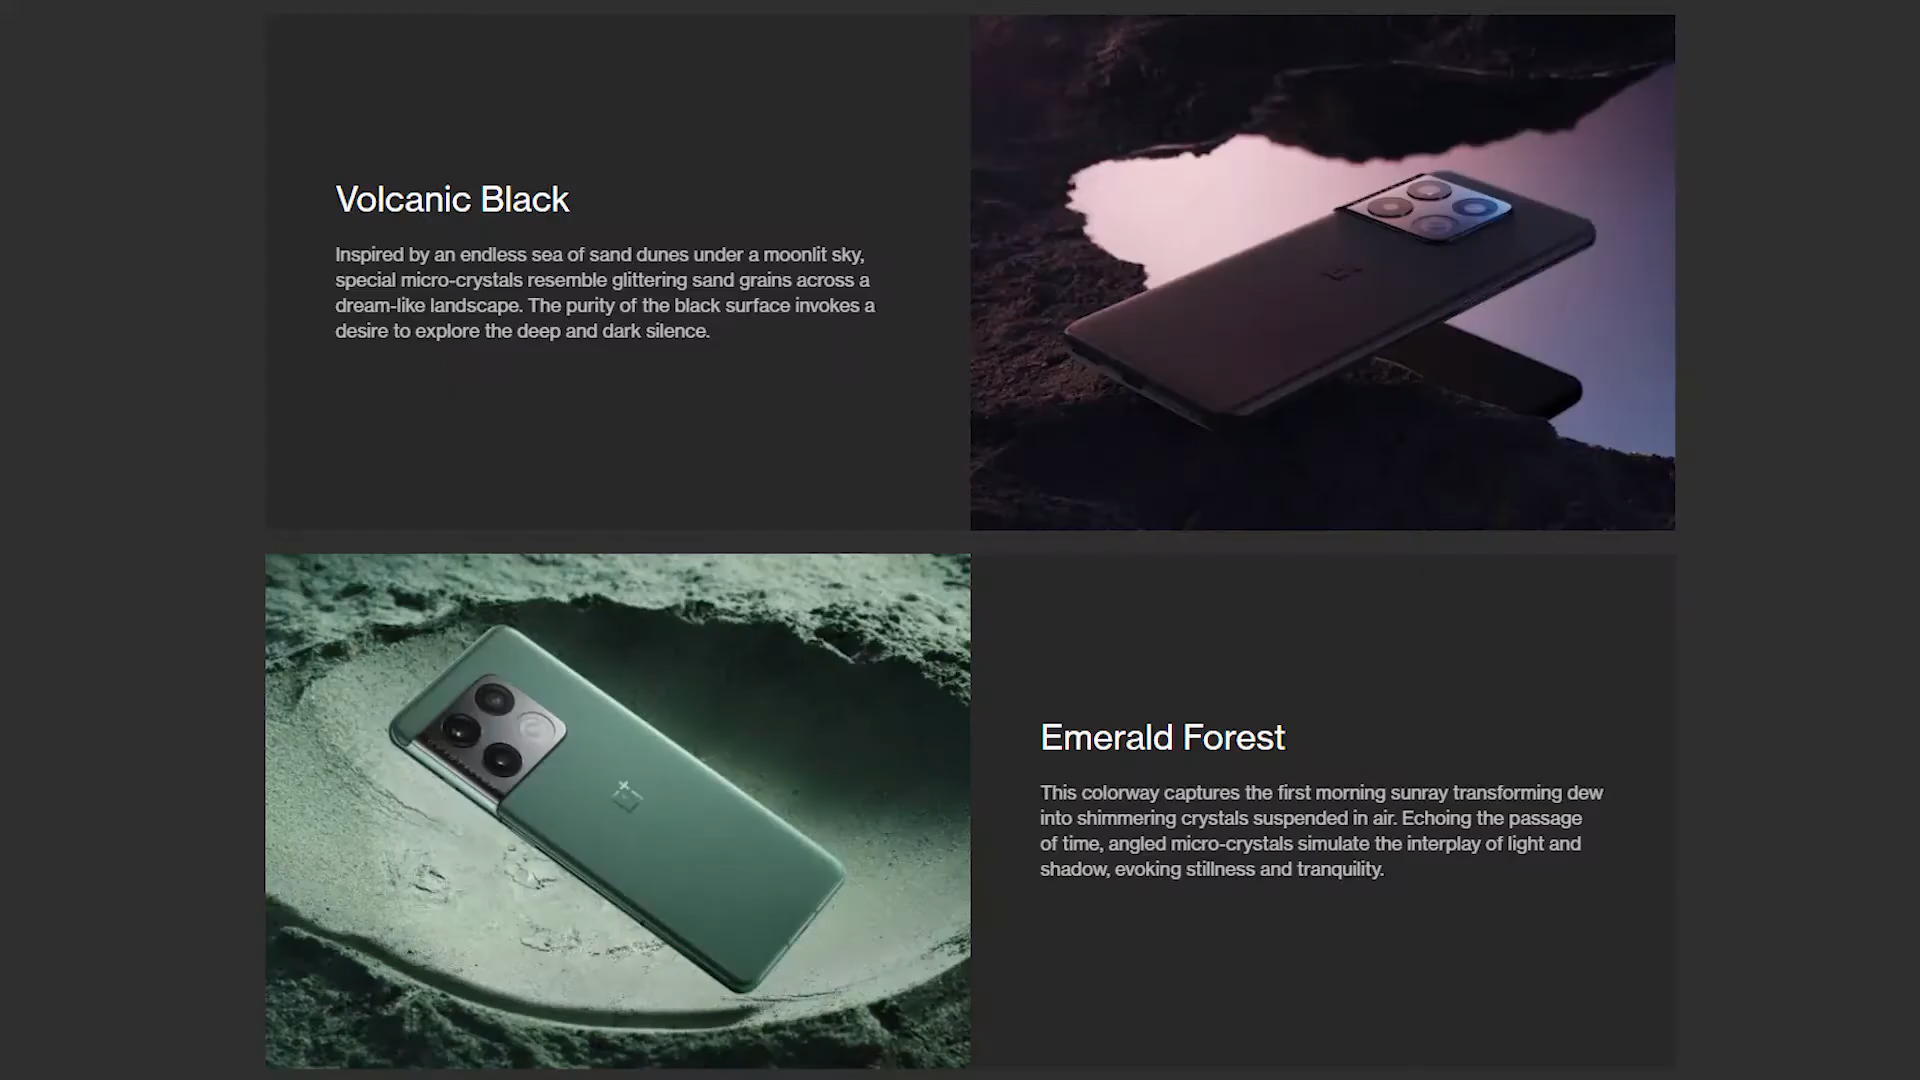 Volcanic Black
Inspired by an endless sea of sand dunes under a moonlit sky,
special micro-crystals resemble glittering sand grains across a
dream-like landscape. The purity of the black surface invokes a
desire to explore the deep and dark silence.
Emerald Forest
This colorway captures the first morning sunray transforming dew
into shimmering crystals suspended in air. Echoing the passage
of time, angled micro-crystals simulate the interplay of light and
shadow, evoking stillness and tranquility.